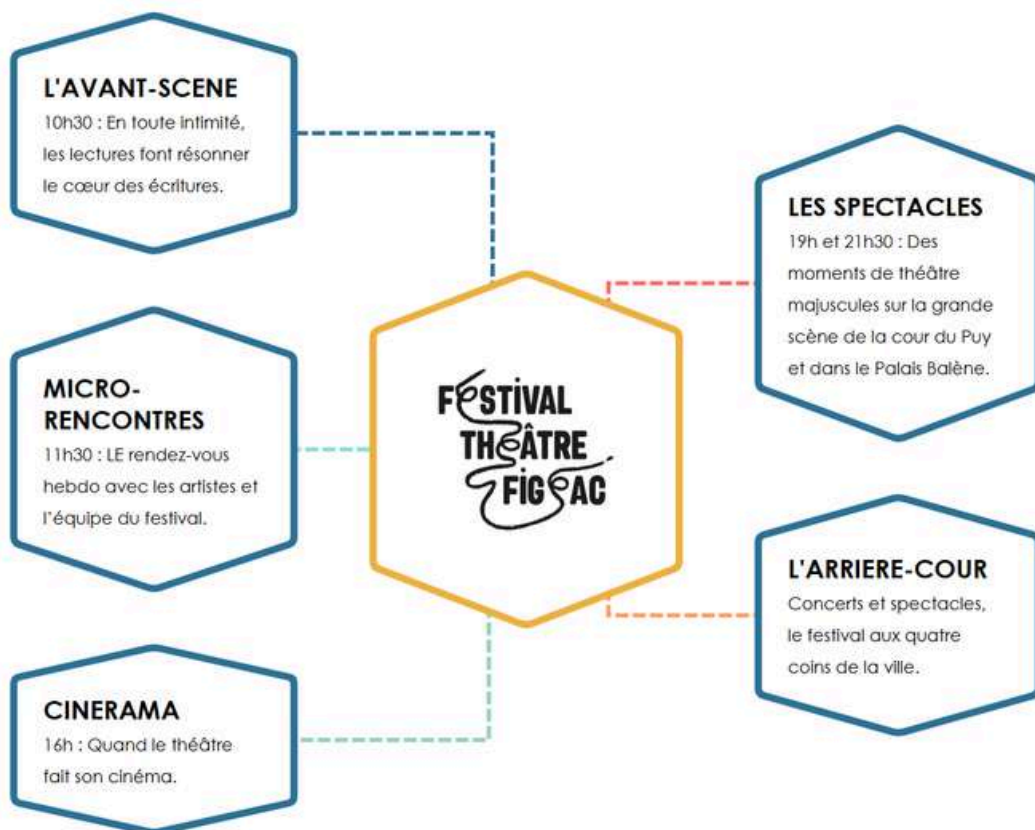 L'AVANT-SCENE
10h30 : En toute intimité,
les lectures font résonner
le cœur des écritures.
MICRO-
RENCONTRES
11h30 : LE rendez-vous
hebdo avec les artistes et
l'équipe du festival.
CINERAMA
16h : Quand le théâtre
fait son cinéma.
FESTIVAL
THEÂTRE
FIGEAC
LES SPECTACLES
19h et 21h30 : Des
moments de théâtre
majuscules sur la grande
scène de la cour du Puy
et dans le Palais Balène.
L'ARRIERE-COUR
Concerts et spectacles,
le festival aux quatre
coins de la ville.